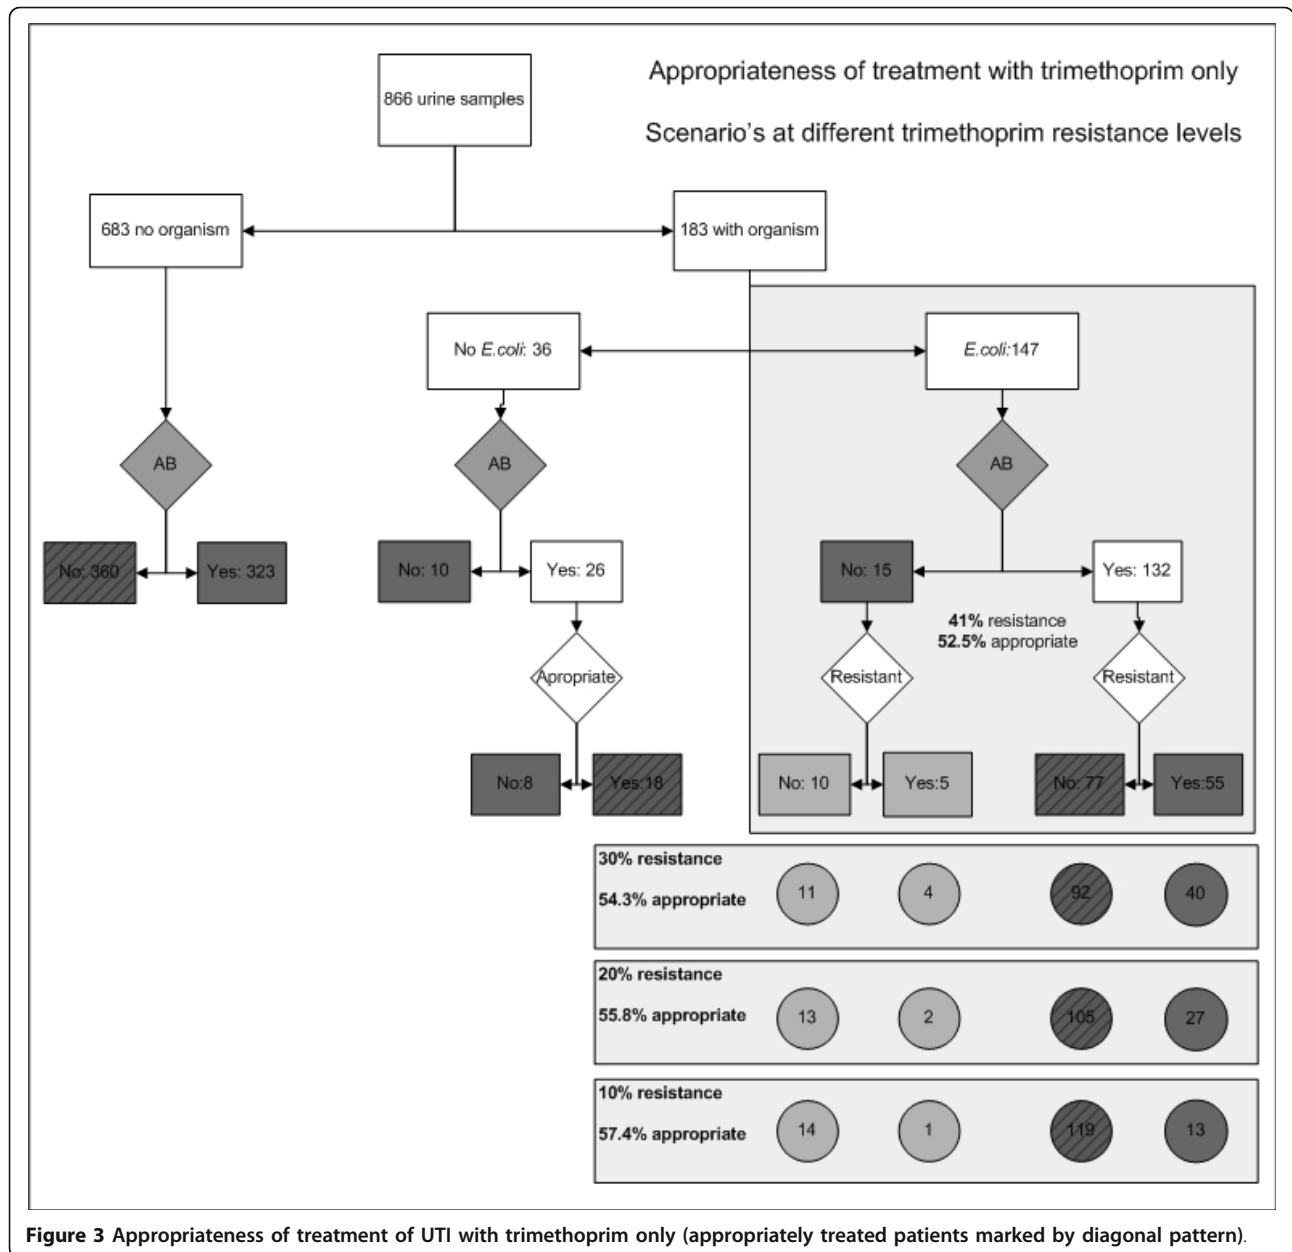 Appropriateness of treatment with trimethoprim only
Scenario's at different trimethoprim resistance levels
866 urine samples
683 no organism
183 with organism
No E.coli: 36
E.coli:147
AB
AB
AB
No: 360
Yes: 323
No: 10
Yes: 26
No: 15
Yes: 132
41% resistance
52.5% appropriate
Apropriate
Resistant
Resistant
No:8
Yes:18
No: 10
Yes:5
No: 77
Yes:55
30% resistance
54.3% appropriate
11
4
92
40
20% resistance
55.8% appropriate
13
2
105
27
10% resistance
57.4% appropriate
14
1
119
13
Figure 3 Appropriateness of treatment of UTI with trimethoprim only (appropriately treated patients marked by diagonal pattern).